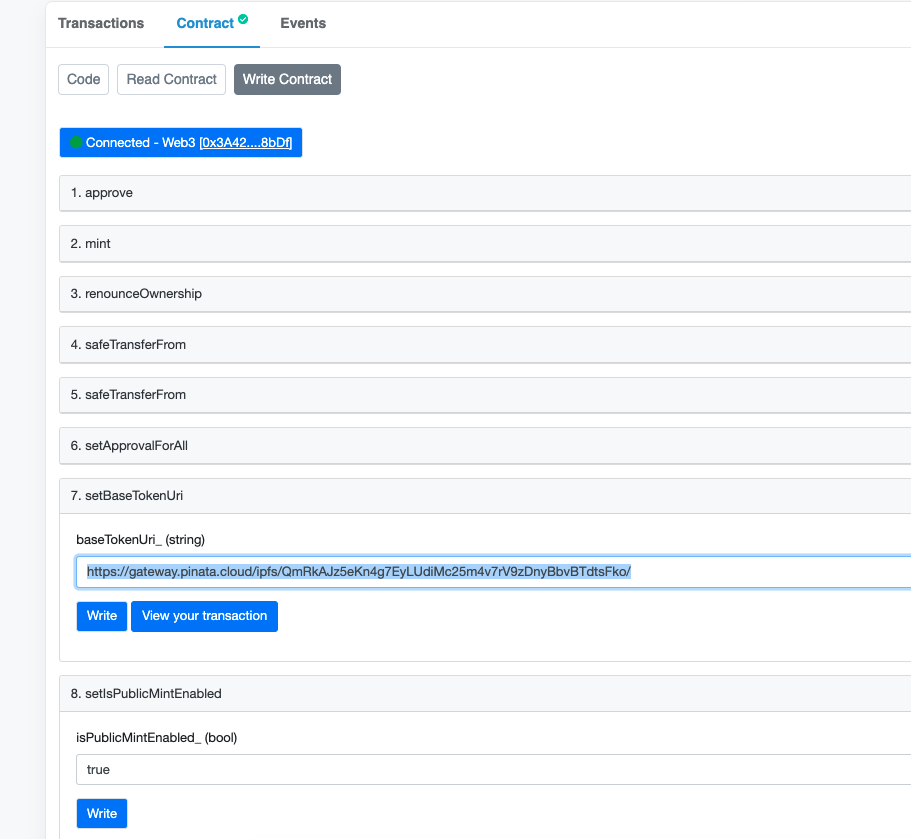 Transactions Contract Events
Code Read Contract Write Contract
Connected - Web3 [0x3A42....8bDf]
1. approve
2. mint
3. renounceOwnership
4. safeTransferFrom
5. safeTransferFrom
6. setApprovalForAll
7. setBaseTokenUri
baseTokenUri_ (string)
https://gateway.pinata.cloud/ipfs/QmRkAJz5eKn4g7EyLUdiMc25m4v7rV9zDnyBbvBTdtsFko/
Write View your transaction
8. setIsPublicMintEnabled
isPublicMintEnabled_ (bool)
true
Write